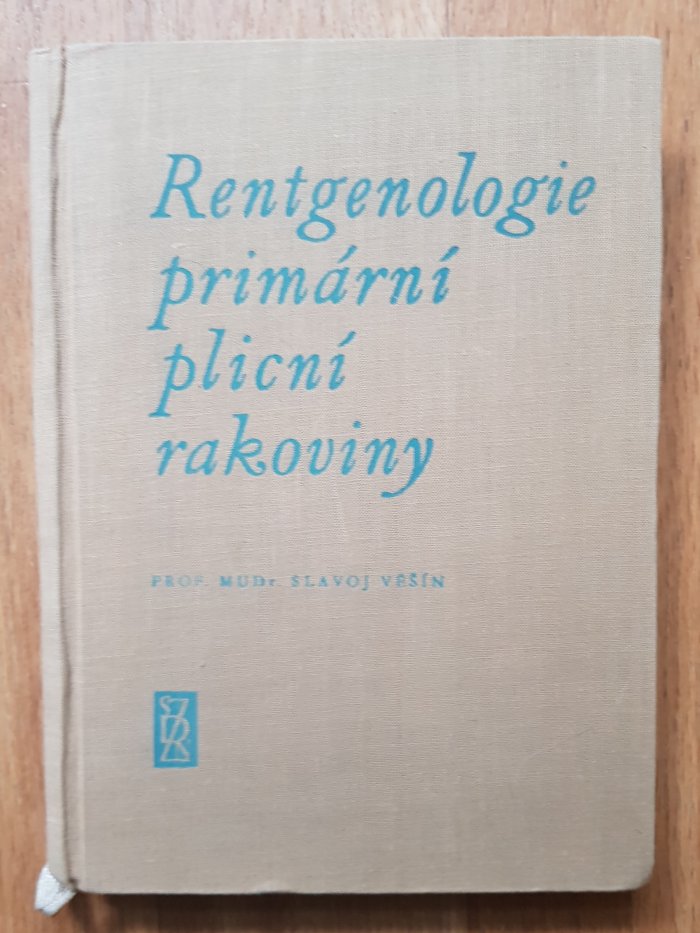 Rentgenologie
primární
plicní
rakoviny
PROF. MUDr. SLAVOJ VĚŠÍN
SZDN